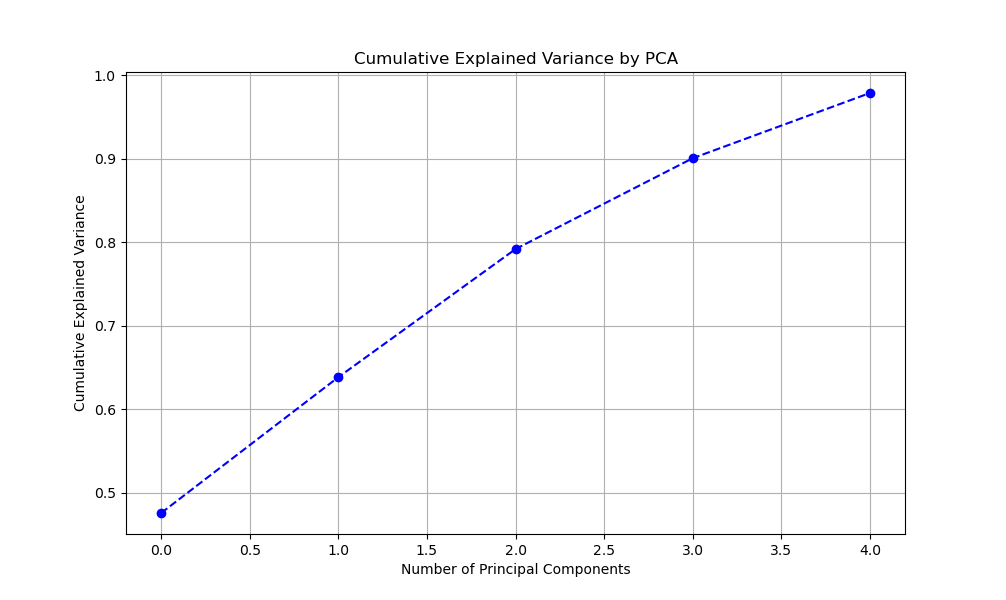 Cumulative Explained Variance by PCA
Cumulative Explained Variance
1.0
0.9
0.8
0.7
0.6
0.5
0.0 0.5 1.0 1.5 2.0 2.5 3.0 3.5 4.0
Number of Principal Components